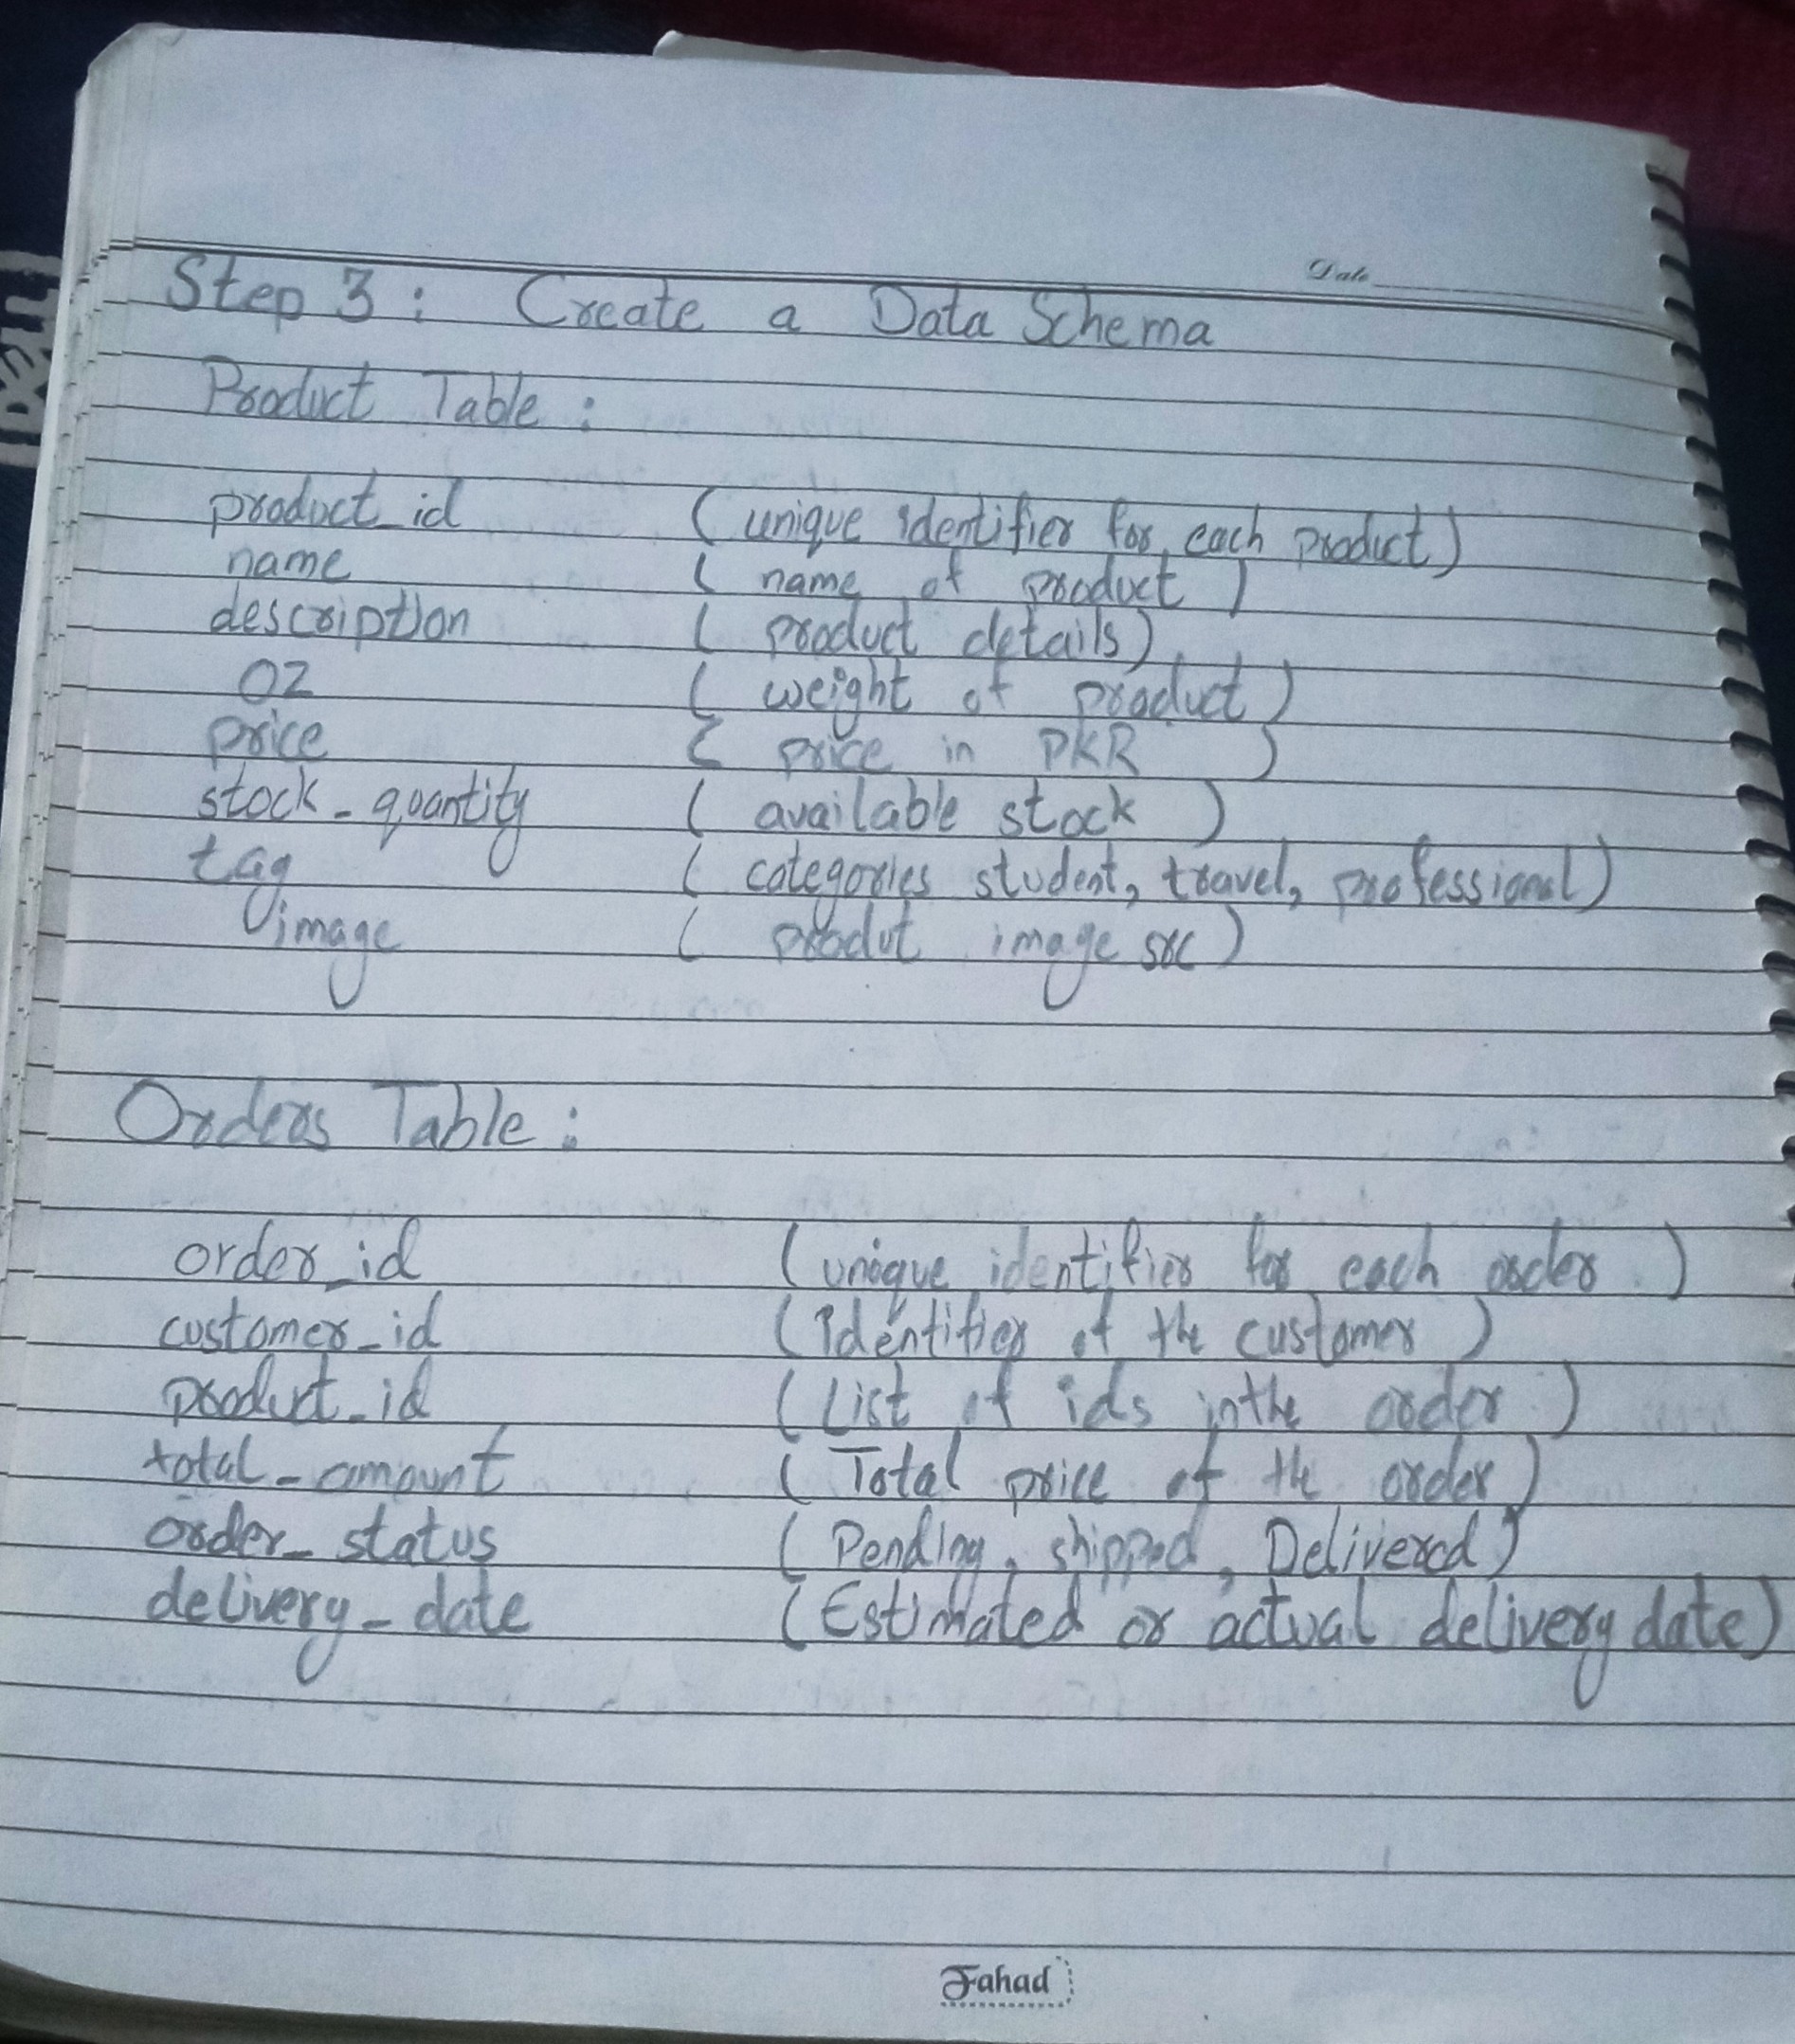 Date
Step 3 : Create a Data Schema
Product Table :
product_id ( unique identifier for each product )
name ( name of product )
description ( product details )
OZ ( weight of product )
price ( price in PKR )
stock_quantity ( available stock )
tag ( categories student, travel, professional )
image ( produt image src )
Orders Table :
order_id ( unique identifier for each order )
customer_id ( Identifier of the customer )
product_id ( List of ids in the order )
total_amount ( Total price of the order )
order_status ( Pending, shipped, Delivered )
delivery_date ( Estimated or actual delivery date )
Fahad